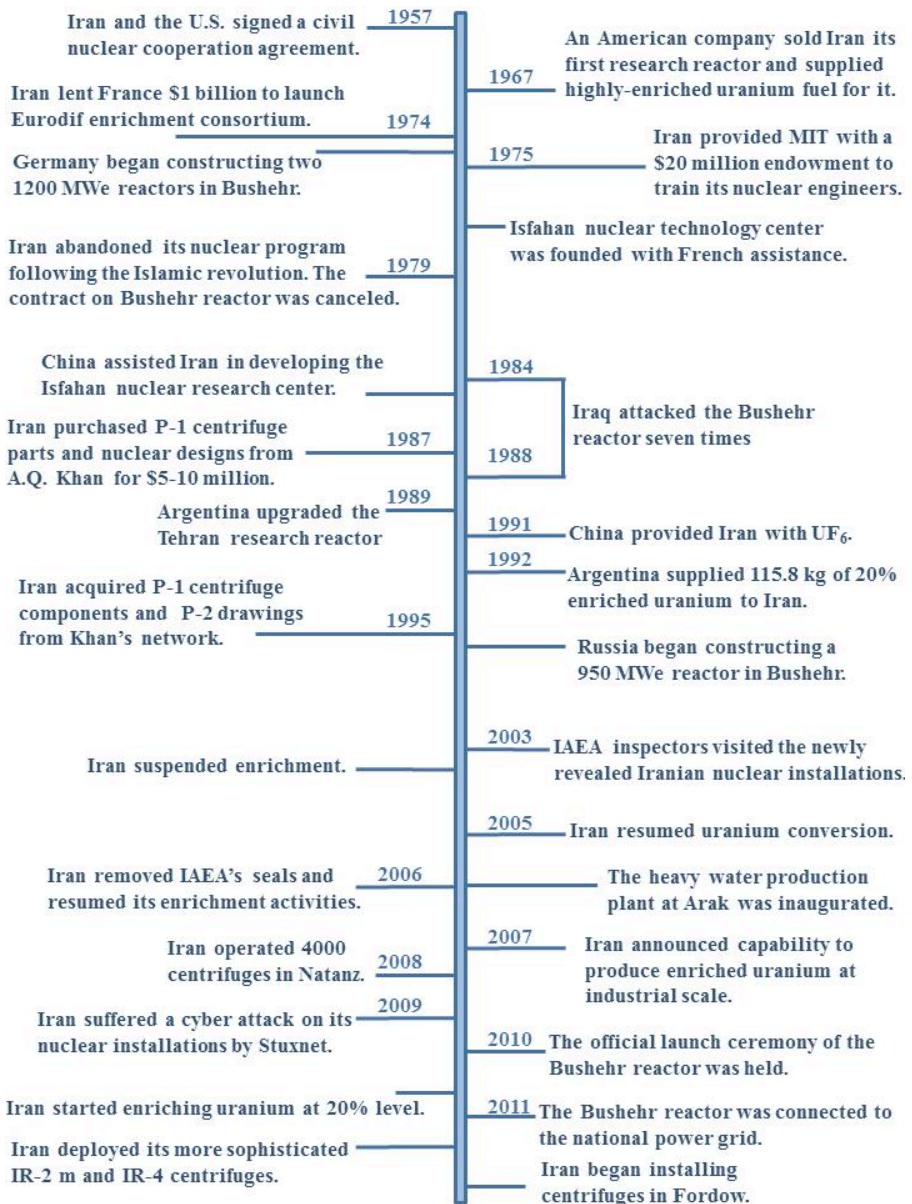 1957
Iran and the U.S. signed a civil
nuclear cooperation agreement.
1967
An American company sold Iran its
first research reactor and supplied
highly-enriched uranium fuel for it.
1974
Iran lent France $1 billion to launch
Eurodif enrichment consortium.
Germany began constructing two
1200 MWe reactors in Bushehr.
1975
Iran provided MIT with a
$20 million endowment to
train its nuclear engineers.
Isfahan nuclear technology center
was founded with French assistance.
1979
Iran abandoned its nuclear program
following the Islamic revolution. The
contract on Bushehr reactor was canceled.
China assisted Iran in developing the
Isfahan nuclear research center.
1984
1988
Iraq attacked the Bushehr
reactor seven times
1987
Iran purchased P-1 centrifuge
parts and nuclear designs from
A.Q. Khan for $5-10 million.
1989
Argentina upgraded the
Tehran research reactor
1991
China provided Iran with UF₆.
1992
Argentina supplied 115.8 kg of 20%
enriched uranium to Iran.
1995
Iran acquired P-1 centrifuge
components and P-2 drawings
from Khan's network.
Russia began constructing a
950 MWe reactor in Bushehr.
2003
IAEA inspectors visited the newly
revealed Iranian nuclear installations.
Iran suspended enrichment.
2005
Iran resumed uranium conversion.
2006
Iran removed IAEA's seals and
resumed its enrichment activities.
The heavy water production
plant at Arak was inaugurated.
2007
Iran announced capability to
produce enriched uranium at
industrial scale.
2008
Iran operated 4000
centrifuges in Natanz.
2009
Iran suffered a cyber attack on its
nuclear installations by Stuxnet.
2010
The official launch ceremony of the
Bushehr reactor was held.
Iran started enriching uranium at 20% level.
2011
The Bushehr reactor was connected to
the national power grid.
Iran deployed its more sophisticated
IR-2 m and IR-4 centrifuges.
Iran began installing
centrifuges in Fordow.